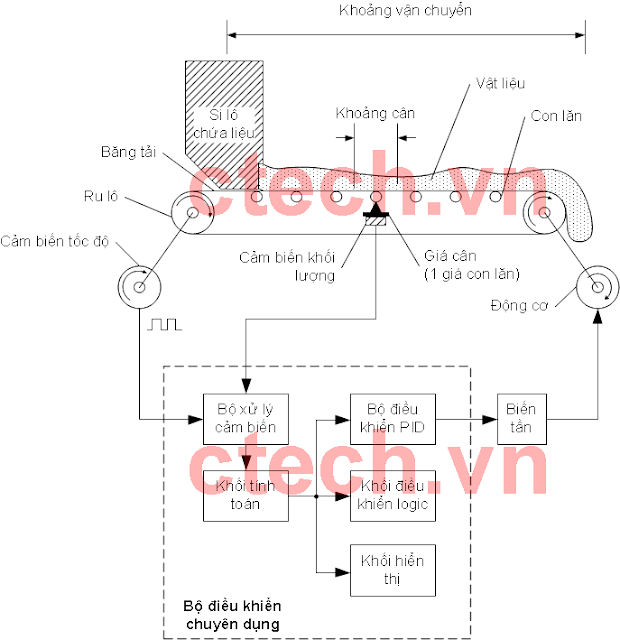 Khoảng vận chuyển
Vật liệu
Si lô
chứa liệu
Khoảng cân
Con lăn
Băng tải
ctech.vn
Ru lô
Cảm biến tốc độ
Cảm biến khối
lượng
Giá cân
(1 giá con lăn)
Động cơ
Bộ xử lý
cảm biến
Bộ điều
khiển PID
Biến
tần
ctech.vn
Khối tính
toán
Khối điều
khiển logic
Khối hiển
thị
Bộ điều khiển
chuyên dụng